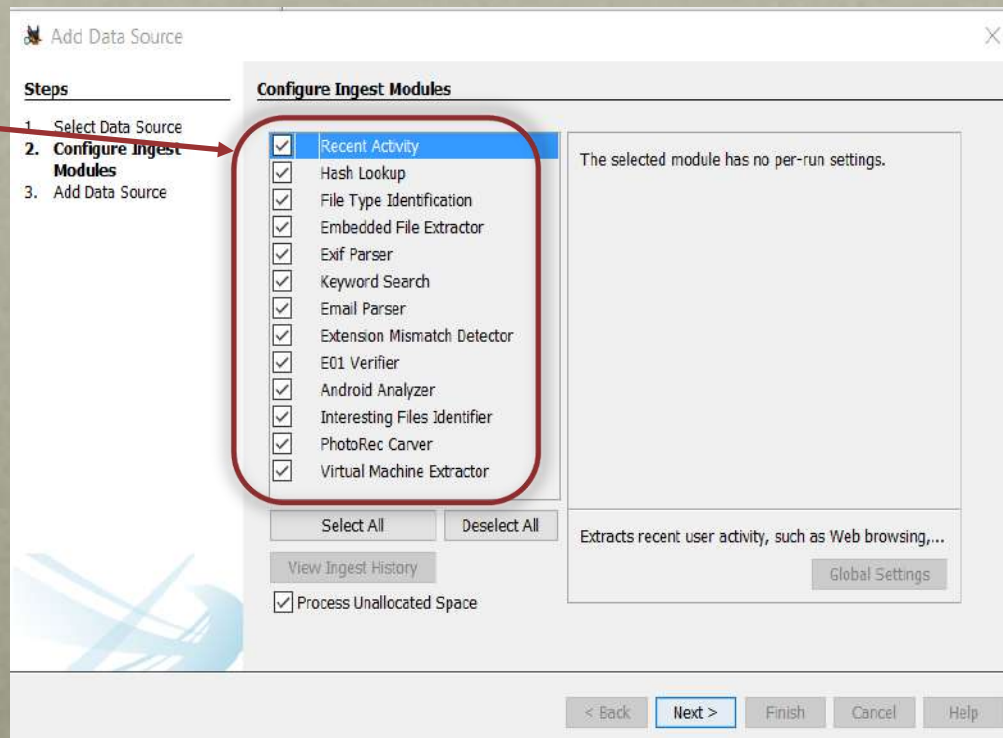 Add Data Source
Steps
1. Select Data Source
2. Configure Ingest
Modules
3. Add Data Source
Configure Ingest Modules
Recent Activity
Hash Lookup
File Type Identification
Embedded File Extractor
Exif Parser
Keyword Search
Email Parser
Extension Mismatch Detector
E01 Verifier
Android Analyzer
Interesting Files Identifier
PhotoRec Carver
Virtual Machine Extractor
Select All
Deselect All
View Ingest History
Process Unallocated Space
The selected module has no per-run settings.
Extracts recent user activity, such as Web browsing,...
Global Settings
< Back
Next >
Finish
Cancel
Help